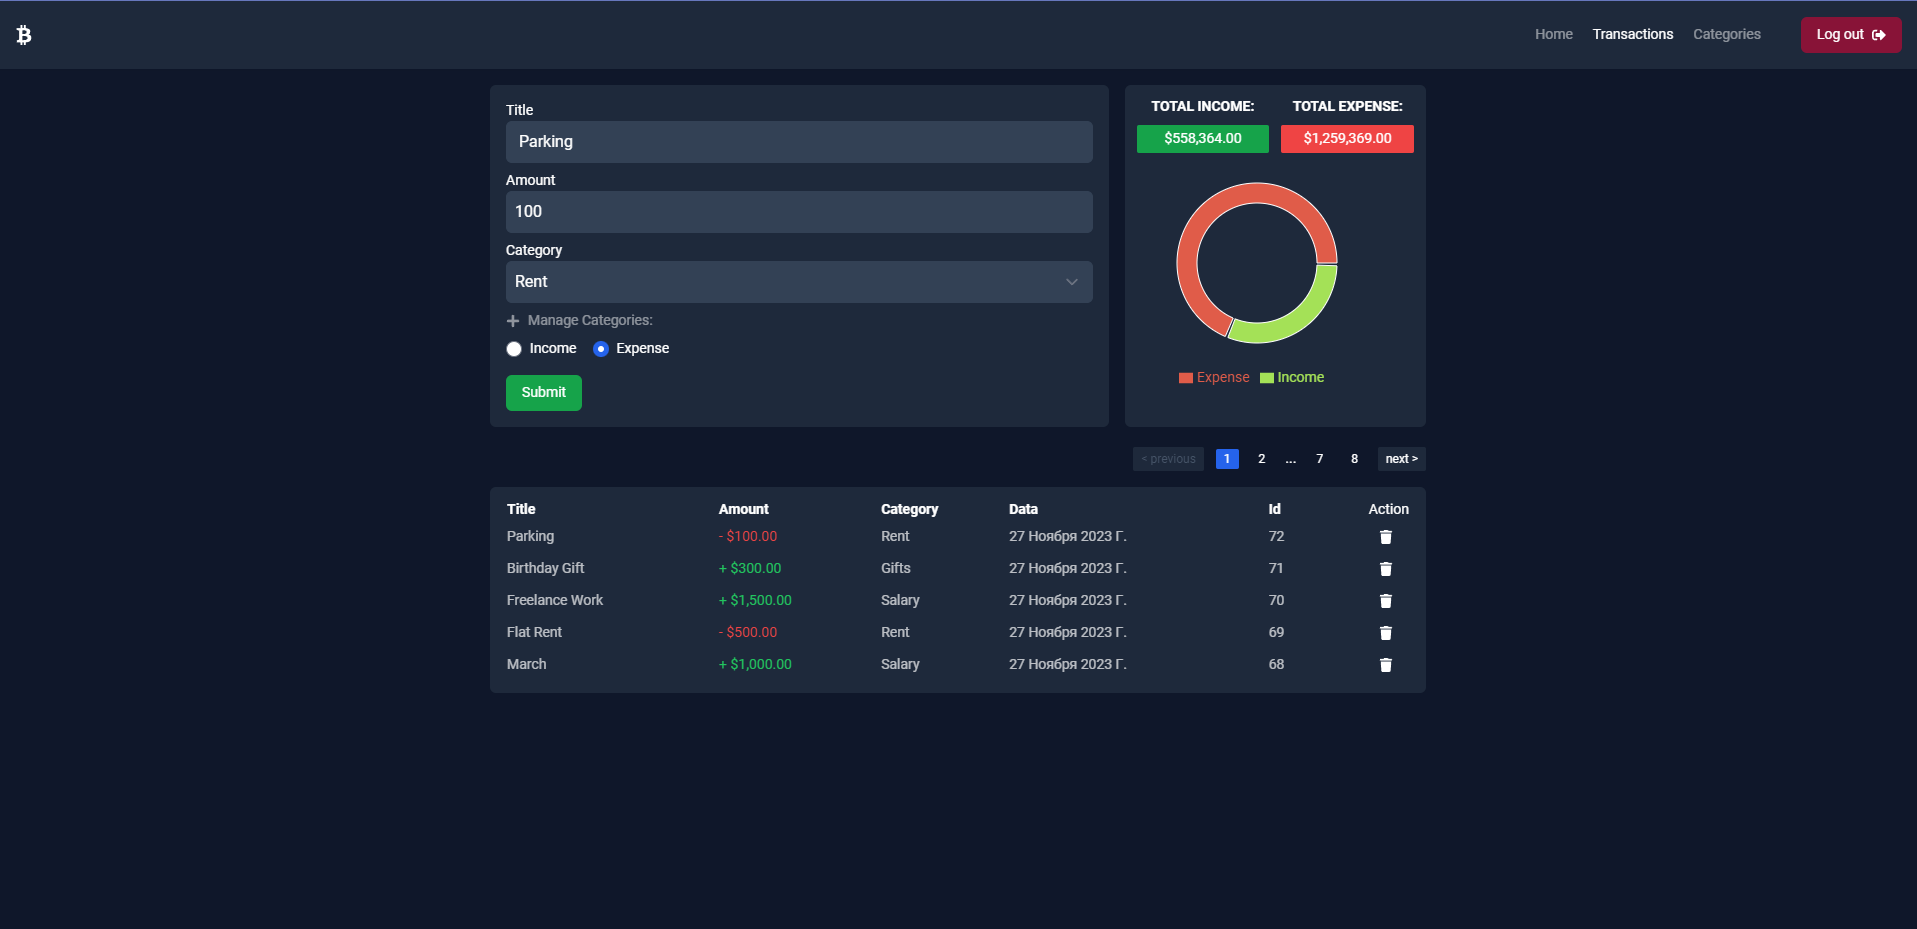 Home Transactions Categories Log out
Title
Parking
Amount
100
Category
Rent
Manage Categories:
Income Expense
Submit
TOTAL INCOME: TOTAL EXPENSE:
$558,364.00 $1,259,369.00
Expense Income
< previous 1 2 ... 7 8 next >
Title Amount Category Data Id Action
Parking - $100.00 Rent 27 Ноября 2023 Г. 72
Birthday Gift + $300.00 Gifts 27 Ноября 2023 Г. 71
Freelance Work + $1,500.00 Salary 27 Ноября 2023 Г. 70
Flat Rent - $500.00 Rent 27 Ноября 2023 Г. 69
March + $1,000.00 Salary 27 Ноября 2023 Г. 68